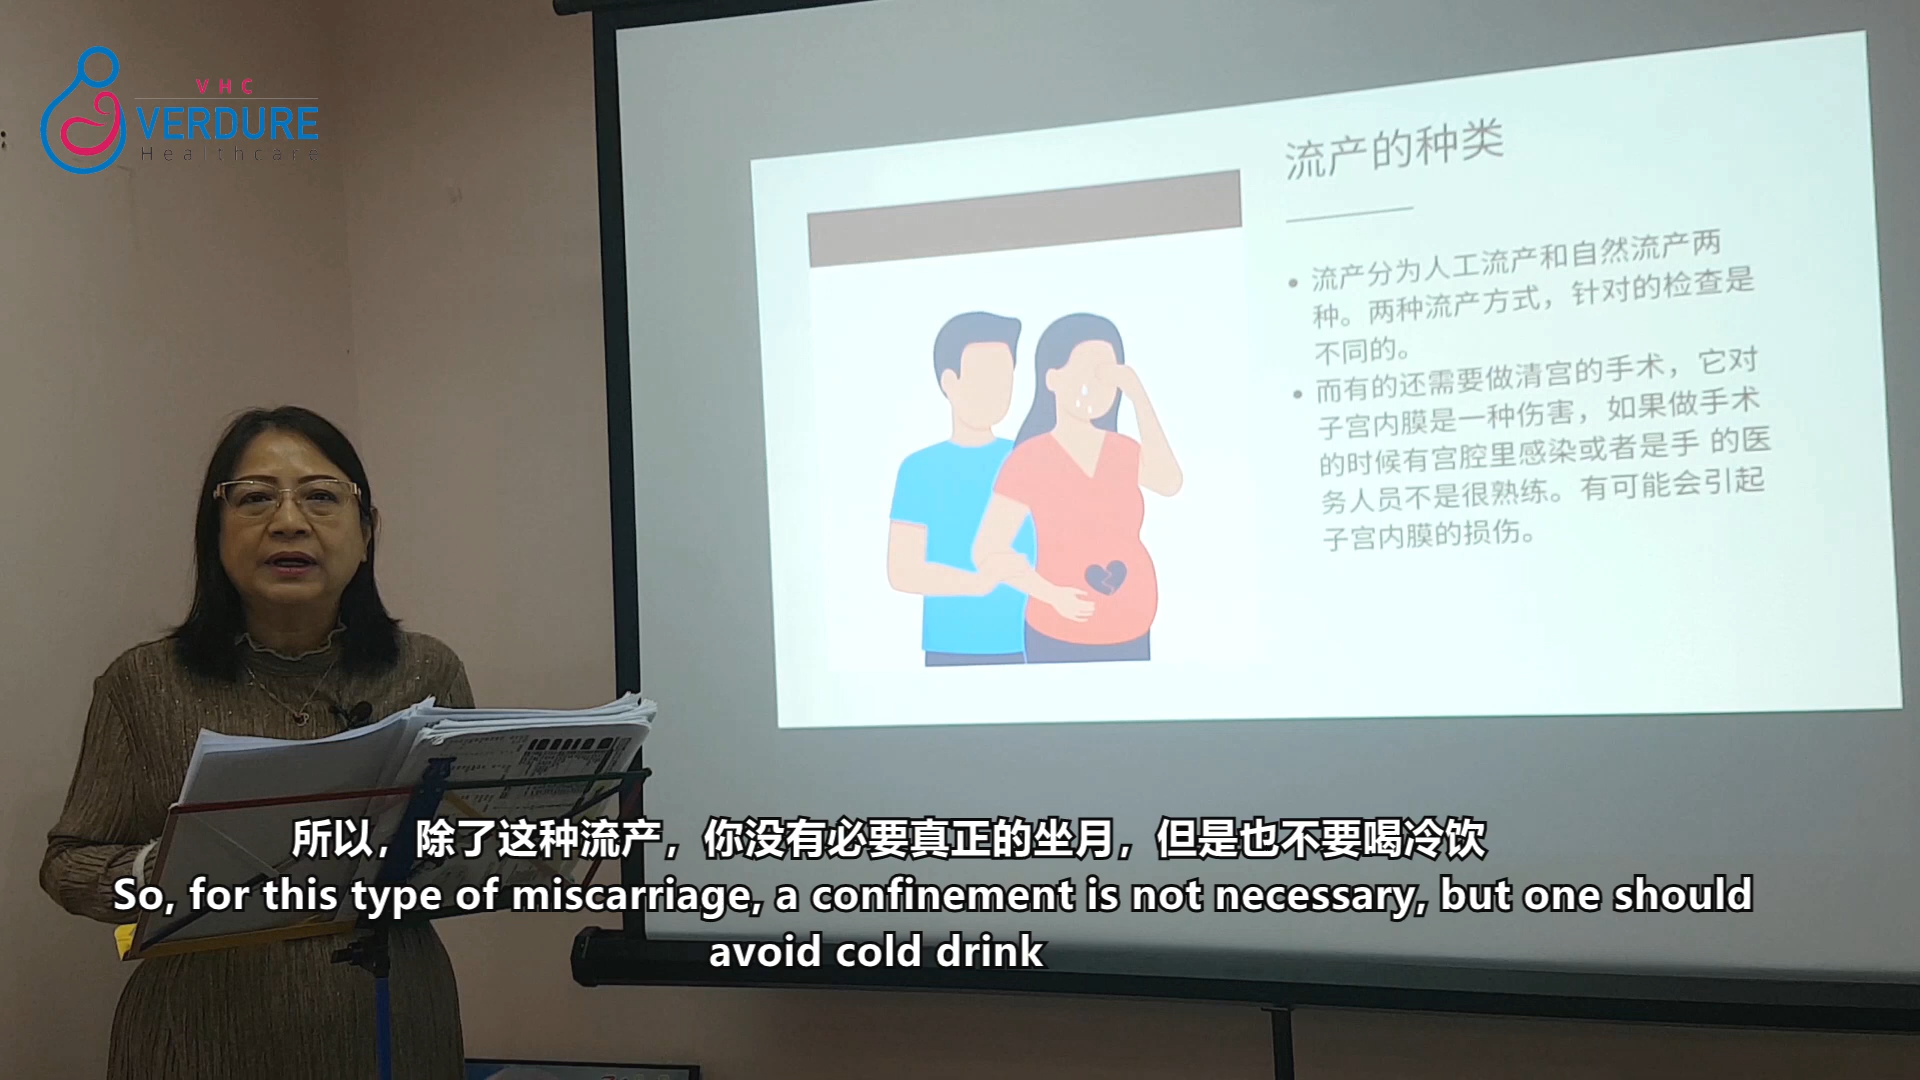 VHC
VERDURE
Healthcare
流产的种类
流产分为人工流产和自然流产两
种。两种流产方式，针对的检查是
不同的。
而有的还需要做清宫的手术，它对
子宫内膜是一种伤害，如果做手术
的时候有宫腔里感染或者是手 的医
务人员不是很熟练。有可能会引起
子宫内膜的损伤。
所以，除了这种流产，你没有必要真正的坐月，但是也不要喝冷饮
So, for this type of miscarriage, a confinement is not necessary, but one should
avoid cold drink